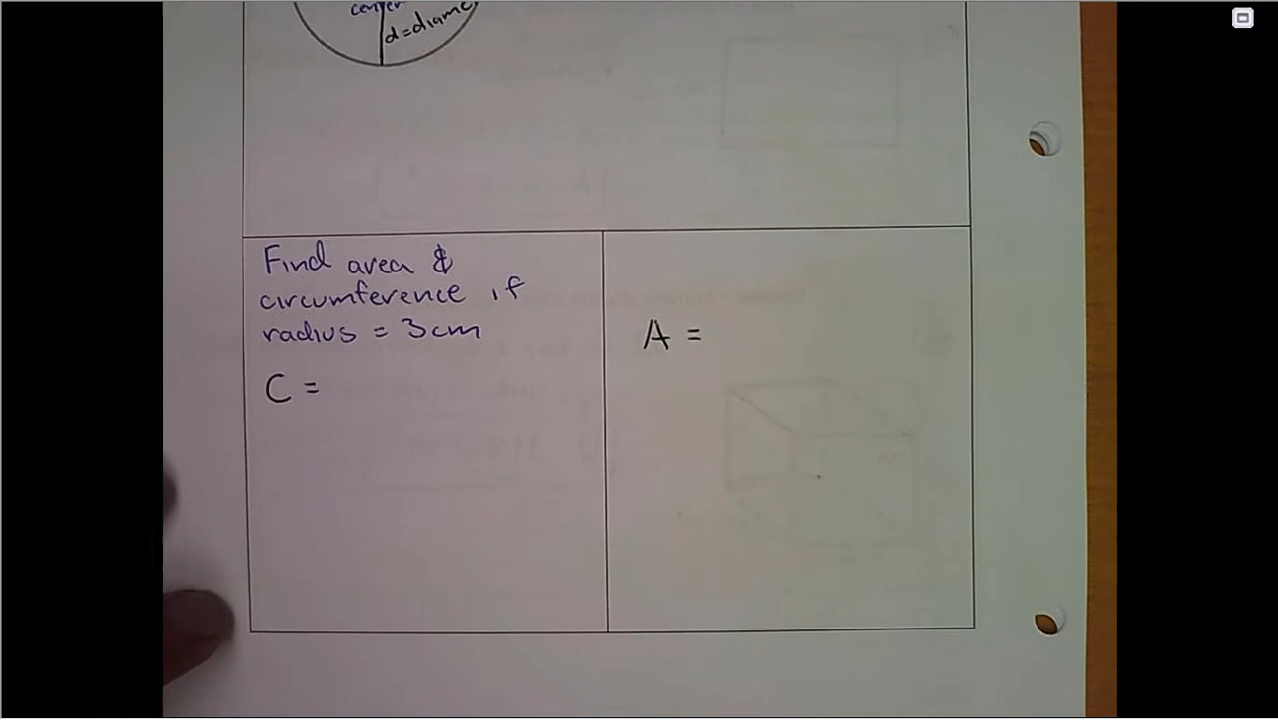 center
d=diame
Find area &
circumference if
radius = 3cm
A =
C =